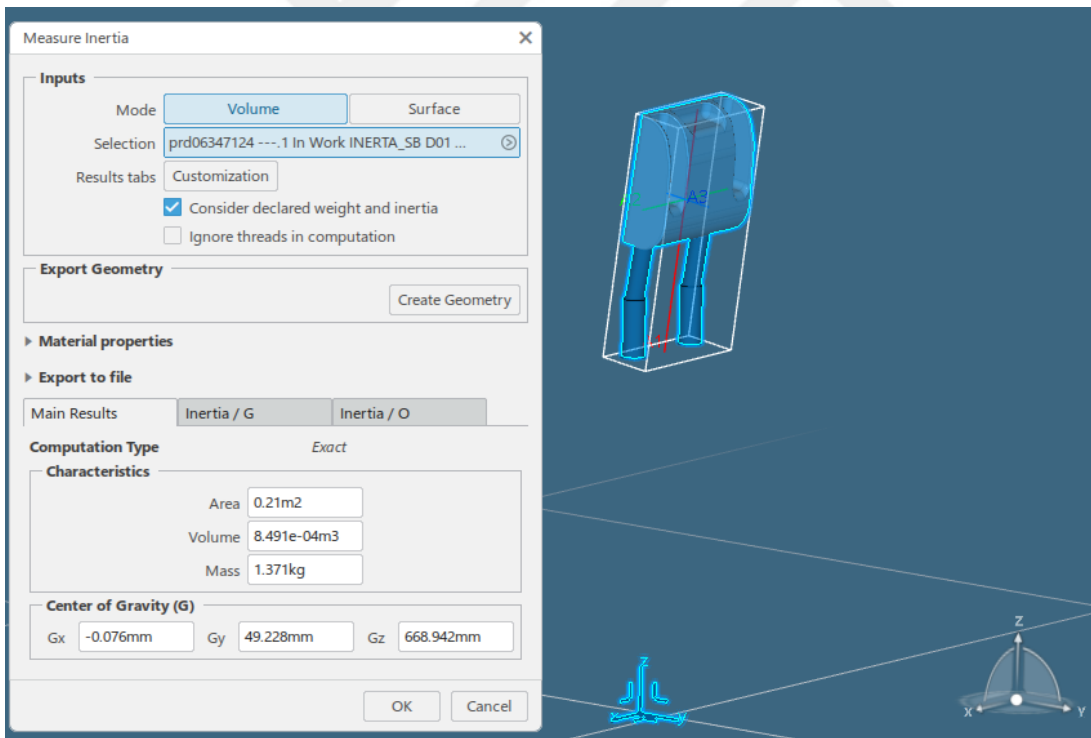 Measure Inertia
Inputs
Mode Volume Surface
Selection prd06347124 ---.1 In Work INERTA_SB D01 ...
Results tabs Customization
Consider declared weight and inertia
Ignore threads in computation
Export Geometry
Create Geometry
Material properties
Export to file
Main Results Inertia / G Inertia / O
Computation Type Exact
Characteristics
Area 0.21m2
Volume 8.491e-04m3
Mass 1.371kg
Center of Gravity (G)
Gx -0.076mm Gy 49.228mm Gz 668.942mm
OK Cancel
A3
z
y
Z
X Y